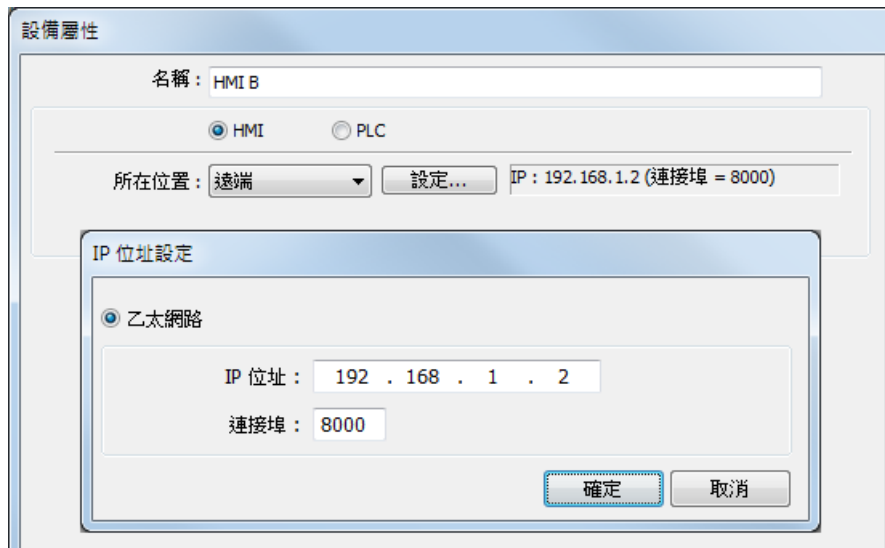 設備屬性
名稱： HMI B
HMI PLC
所在位置： 遠端 設定... IP : 192.168.1.2 (連接埠 = 8000)
IP 位址設定
乙太網路
IP 位址： 192 . 168 . 1 . 2
連接埠： 8000
確定 取消